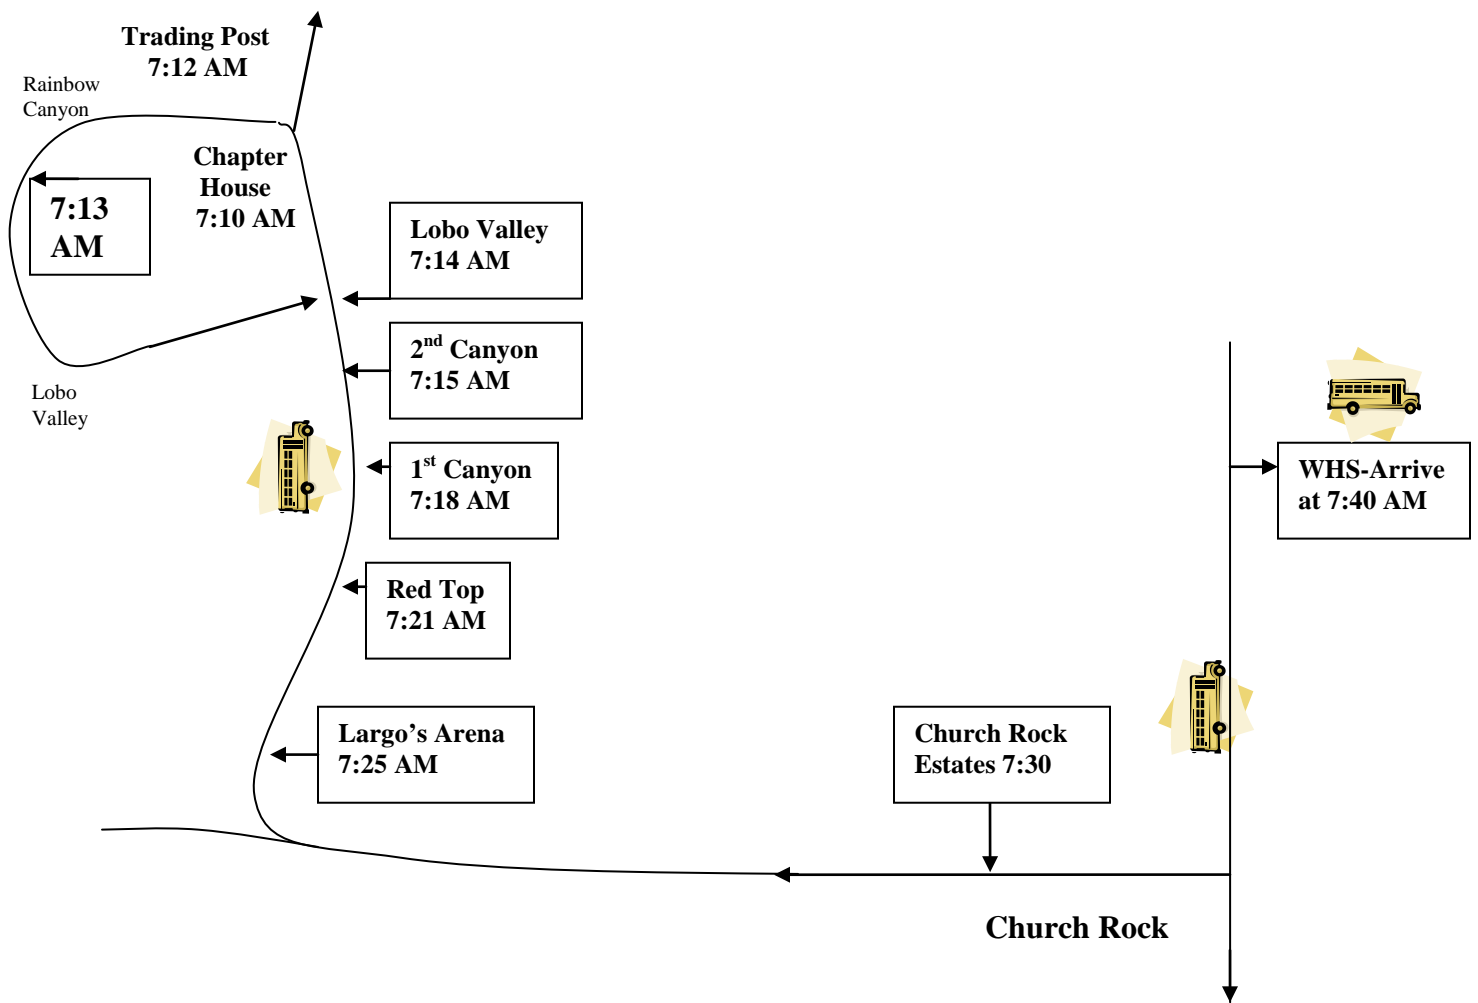 Trading Post
7:12 AM
Rainbow
Canyon
Chapter
House
7:10 AM
7:13
AM
Lobo Valley
7:14 AM
2nd Canyon
7:15 AM
Lobo
Valley
1st Canyon
7:18 AM
WHS-Arrive
at 7:40 AM
Red Top
7:21 AM
Largo’s Arena
7:25 AM
Church Rock
Estates 7:30
Church Rock